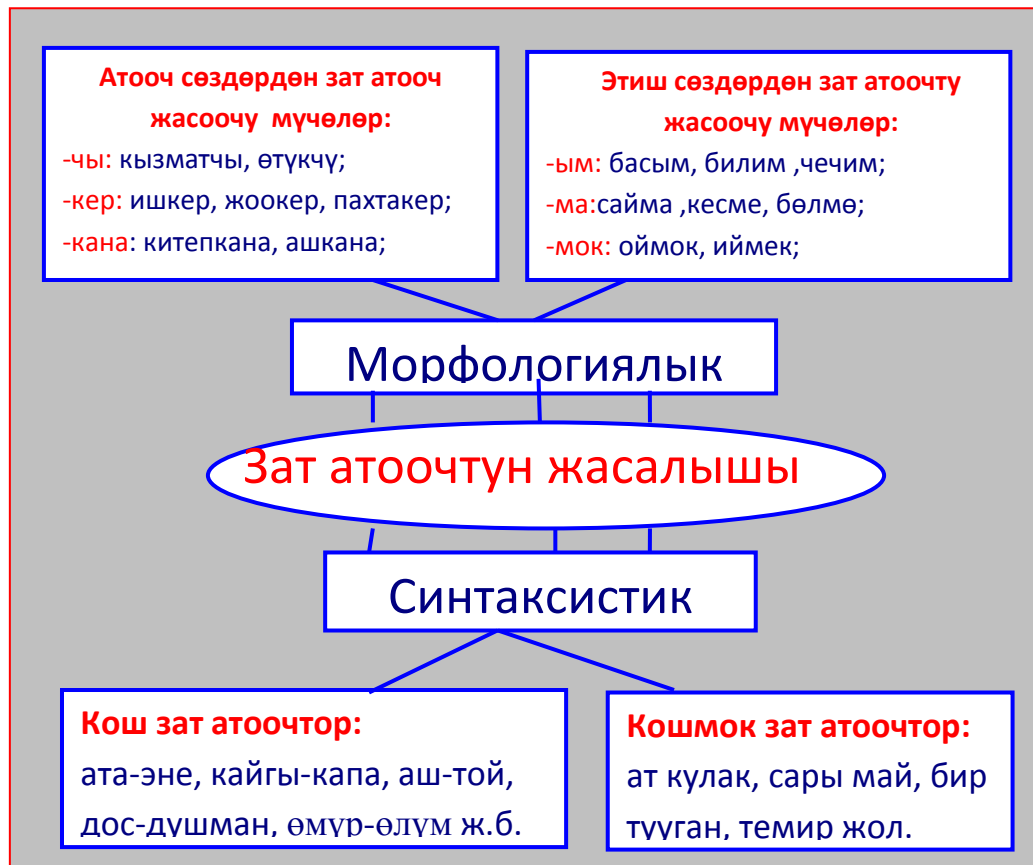 Атооч сөздөрдөн зат атооч
жасоочу мүчөлөр:
-чы: кызматчы, өтүкчү;
-кер: ишкер, жоокер, пахтакер;
-кана: китепкана, ашкана;
Этиш сөздөрдөн зат атоочту
жасоочу мүчөлөр:
-ым: басым, билим ,чечим;
-ма:сайма ,кесме, бөлмө;
-мок: оймок, иймек;
Морфологиялык
Зат атоочтун жасалышы
Синтаксистик
Кош зат атоочтор:
ата-эне, кайгы-капа, аш-той,
дос-душман, өмүр-өлүм ж.б.
Кошмок зат атоочтор:
ат кулак, сары май, бир
тууган, темир жол.